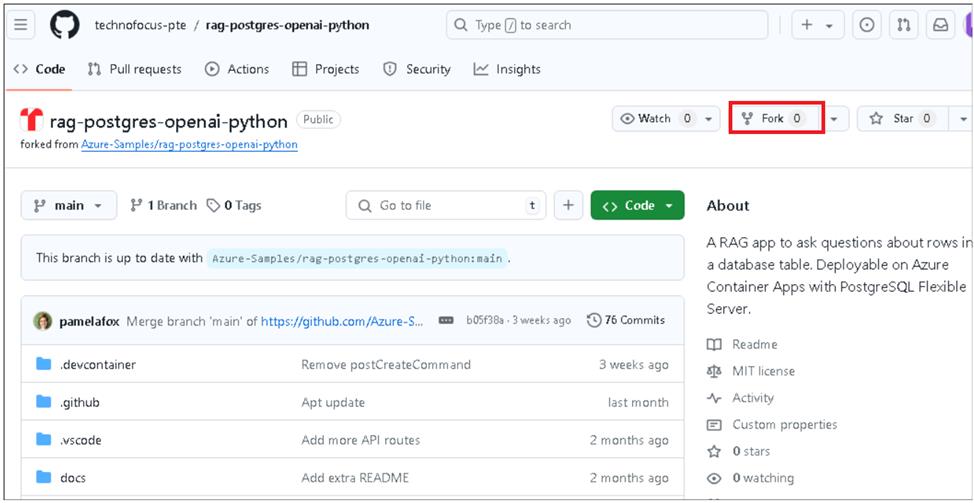 technofocus-pte / rag-postgres-openai-python
Type / to search
Code Pull requests Actions Projects Security Insights
rag-postgres-openai-python Public
Watch 0 Fork 0 Star 0
forked from Azure-Samples/rag-postgres-openai-python
main 1 Branch 0 Tags Go to file t Code
About
This branch is up to date with Azure-Samples/rag-postgres-openai-python:main .
A RAG app to ask questions about rows in
a database table. Deployable on Azure
Container Apps with PostgreSQL Flexible
Server.
pamelafox Merge branch 'main' of https://github.com/Azure-S... b05f38a · 3 weeks ago 76 Commits
.devcontainer Remove postCreateCommand 3 weeks ago
.github Apt update last month
.vscode Add more API routes 2 months ago
docs Add extra README 2 months ago
Readme
MIT license
Activity
Custom properties
0 stars
0 watching